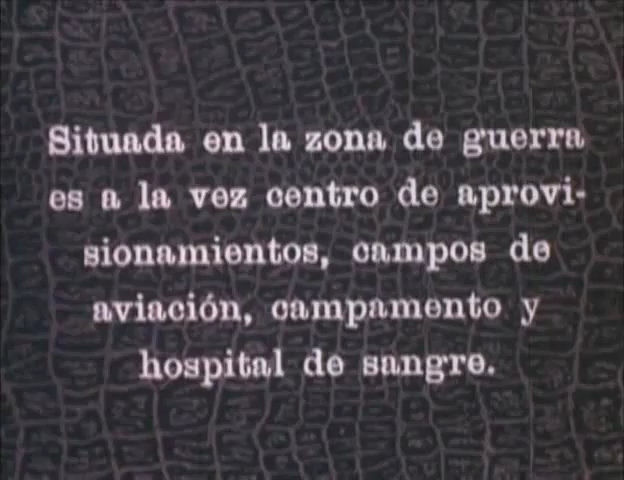 Situada en la zona de guerra
es a la vez centro de aprovi-
sionamientos, campos de
aviación, campamento y
hospital de sangre.